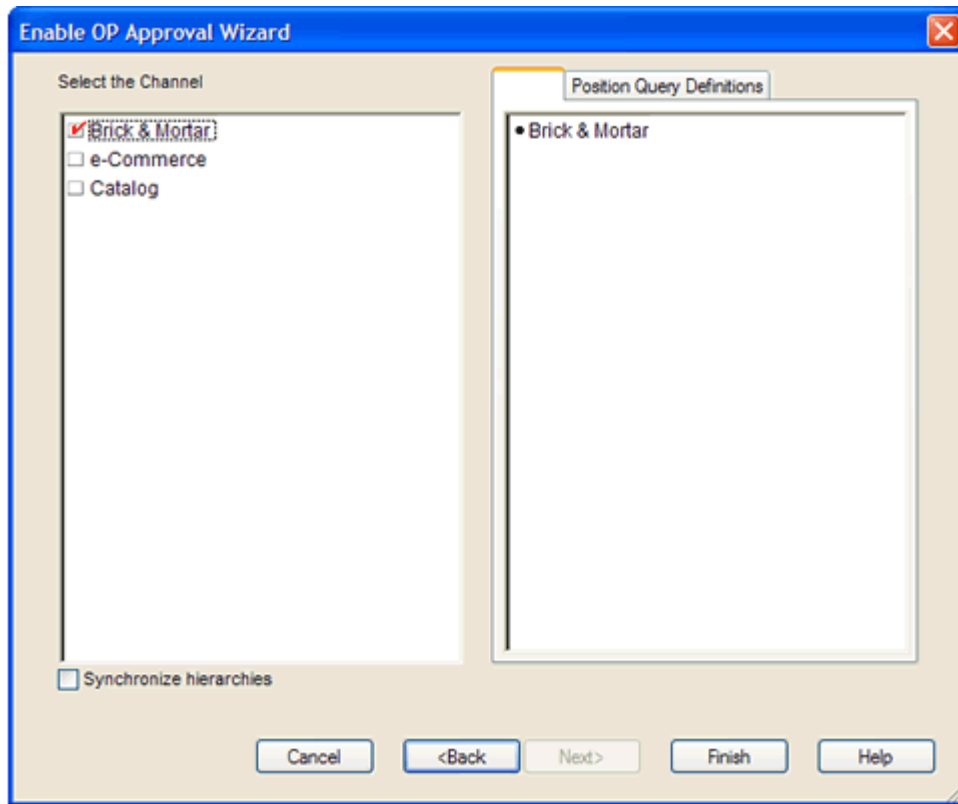 Enable OP Approval Wizard
Select the Channel
Position Query Definitions
Brick & Mortar
e-Commerce
Catalog
• Brick & Mortar
Synchronize hierarchies
Cancel
<Back
Next>
Finish
Help